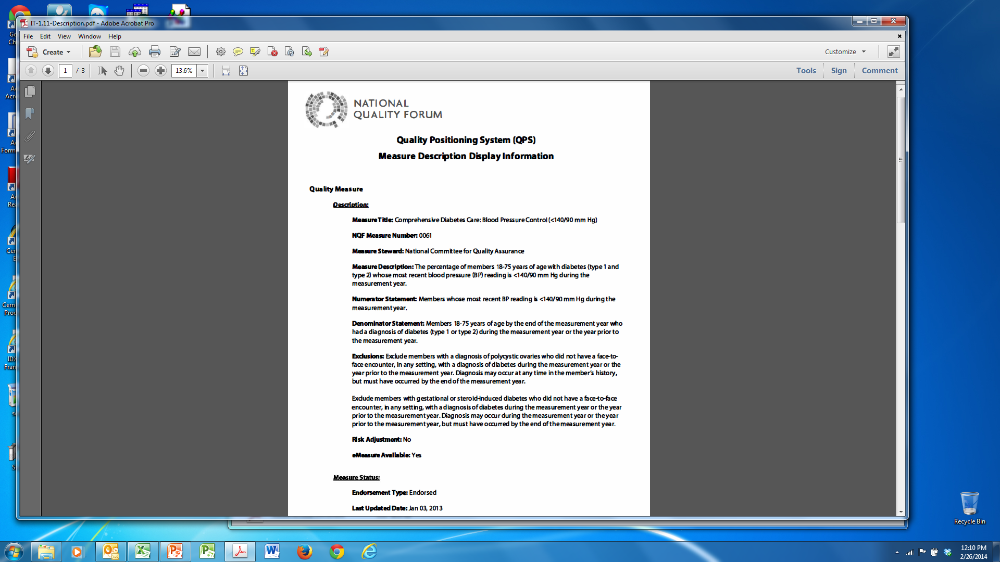 IT-1.11-Description.pdf - Adobe Acrobat Pro
File Edit View Window Help
Create
Customize
1 / 3
13.6%
Tools Sign Comment
NATIONAL
QUALITY FORUM
Quality Positioning System (QPS)
Measure Description Display Information
Quality Measure
Description:
Measure Title: Comprehensive Diabetes Care: Blood Pressure Control (<140/90 mm Hg)
NQF Measure Number: 0061
Measure Steward: National Committee for Quality Assurance
Measure Description: The percentage of members 18-75 years of age with diabetes (type 1 and
type 2) whose most recent blood pressure (BP) reading is <140/90 mm Hg during the
measurement year.
Numerator Statement: Members whose most recent BP reading is <140/90 mm Hg during the
measurement year.
Denominator Statement: Members 18-75 years of age by the end of the measurement year who
had a diagnosis of diabetes (type 1 or type 2) during the measurement year or the year prior to
the measurement year.
Exclusions: Exclude members with a diagnosis of polycystic ovaries who did not have a face-to-
face encounter, in any setting, with a diagnosis of diabetes during the measurement year or the
year prior to the measurement year. Diagnosis may occur at any time in the member's history,
but must have occurred by the end of the measurement year.
Exclude members with gestational or steroid-induced diabetes who did not have a face-to-face
encounter, in any setting, with a diagnosis of diabetes during the measurement year or the year
prior to the measurement year. Diagnosis may occur during the measurement year or the year
prior to the measurement year, but must have occurred by the end of the measurement year.
Risk Adjustment: No
eMeasure Available: Yes
Measure Status:
Endorsement Type: Endorsed
Last Updated Date: Jan 03, 2013
Recycle Bin
12:10 PM
2/26/2014